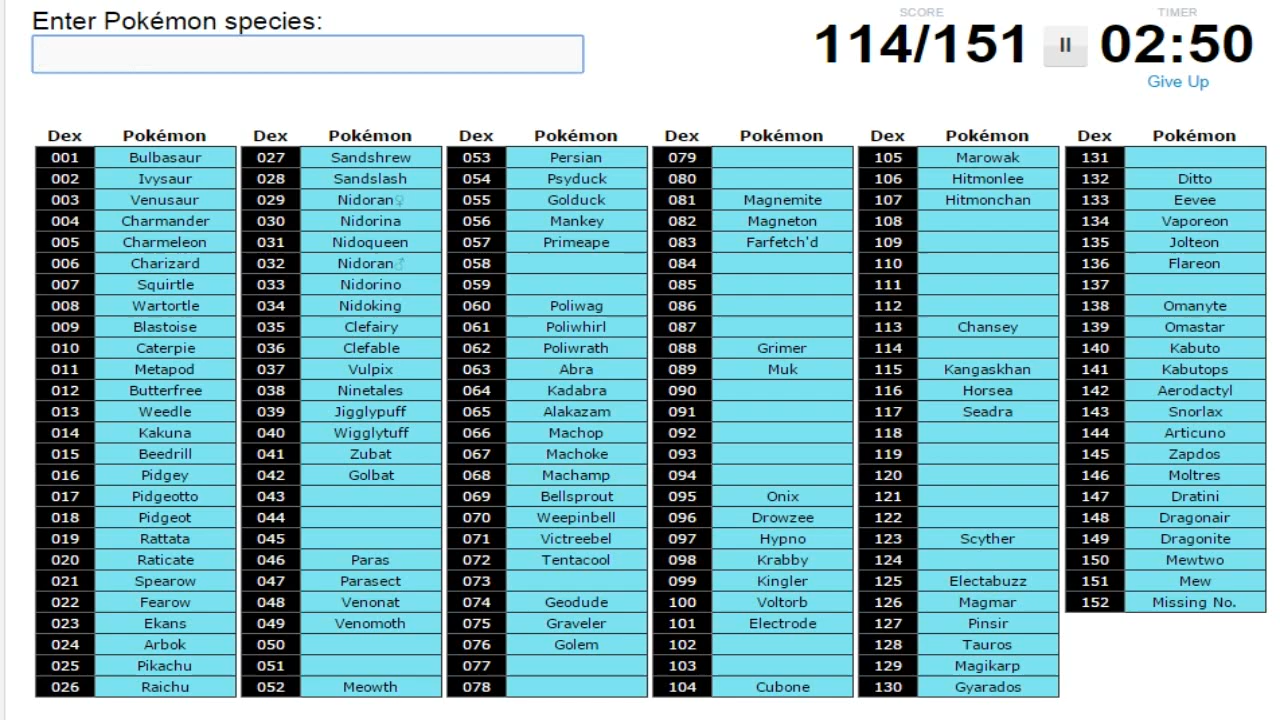 Enter Pokémon species:
SCORE
114/151
TIMER
02:50
Give Up
Dex Pokémon Dex Pokémon Dex Pokémon Dex Pokémon Dex Pokémon Dex Pokémon
001 Bulbasaur 027 Sandshrew 053 Persian 079 105 Marowak 131
002 Ivysaur 028 Sandslash 054 Psyduck 080 106 Hitmonlee 132 Ditto
003 Venusaur 029 Nidoran♀ 055 Golduck 081 Magnemite 107 Hitmonchan 133 Eevee
004 Charmander 030 Nidorina 056 Mankey 082 Magneton 108 134 Vaporeon
005 Charmeleon 031 Nidoqueen 057 Primeape 083 Farfetch'd 109 135 Jolteon
006 Charizard 032 Nidoran♂ 058 084 110 136 Flareon
007 Squirtle 033 Nidorino 059 085 111 137
008 Wartortle 034 Nidoking 060 Poliwag 086 112 138 Omanyte
009 Blastoise 035 Clefairy 061 Poliwhirl 087 113 Chansey 139 Omastar
010 Caterpie 036 Clefable 062 Poliwrath 088 Grimer 114 140 Kabuto
011 Metapod 037 Vulpix 063 Abra 089 Muk 115 Kangaskhan 141 Kabutops
012 Butterfree 038 Ninetales 064 Kadabra 090 116 Horsea 142 Aerodactyl
013 Weedle 039 Jigglypuff 065 Alakazam 091 117 Seadra 143 Snorlax
014 Kakuna 040 Wigglytuff 066 Machop 092 118 144 Articuno
015 Beedrill 041 Zubat 067 Machoke 093 119 145 Zapdos
016 Pidgey 042 Golbat 068 Machamp 094 120 146 Moltres
017 Pidgeotto 043 069 Bellsprout 095 Onix 121 147 Dratini
018 Pidgeot 044 070 Weepinbell 096 Drowzee 122 148 Dragonair
019 Rattata 045 071 Victreebel 097 Hypno 123 Scyther 149 Dragonite
020 Raticate 046 Paras 072 Tentacool 098 Krabby 124 150 Mewtwo
021 Spearow 047 Parasect 073 099 Kingler 125 Electabuzz 151 Mew
022 Fearow 048 Venonat 074 Geodude 100 Voltorb 126 Magmar 152 Missing No.
023 Ekans 049 Venomoth 075 Graveler 101 Electrode 127 Pinsir
024 Arbok 050 076 Golem 102 128 Tauros
025 Pikachu 051 077 103 129 Magikarp
026 Raichu 052 Meowth 078 104 Cubone 130 Gyarados